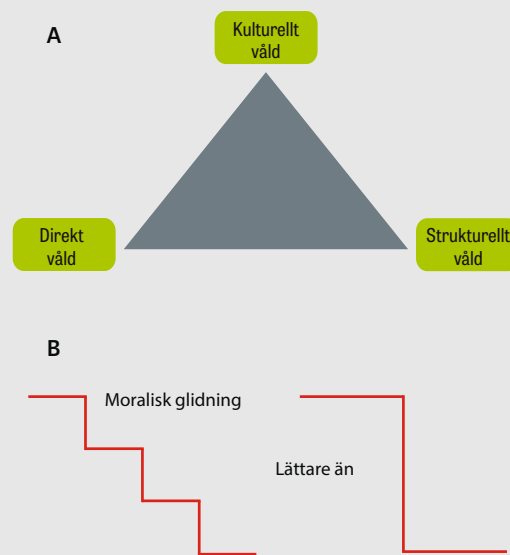 A
Kulturellt
våld
Direkt
våld
Strukturellt
våld
B
Moralisk glidning
Lättare än